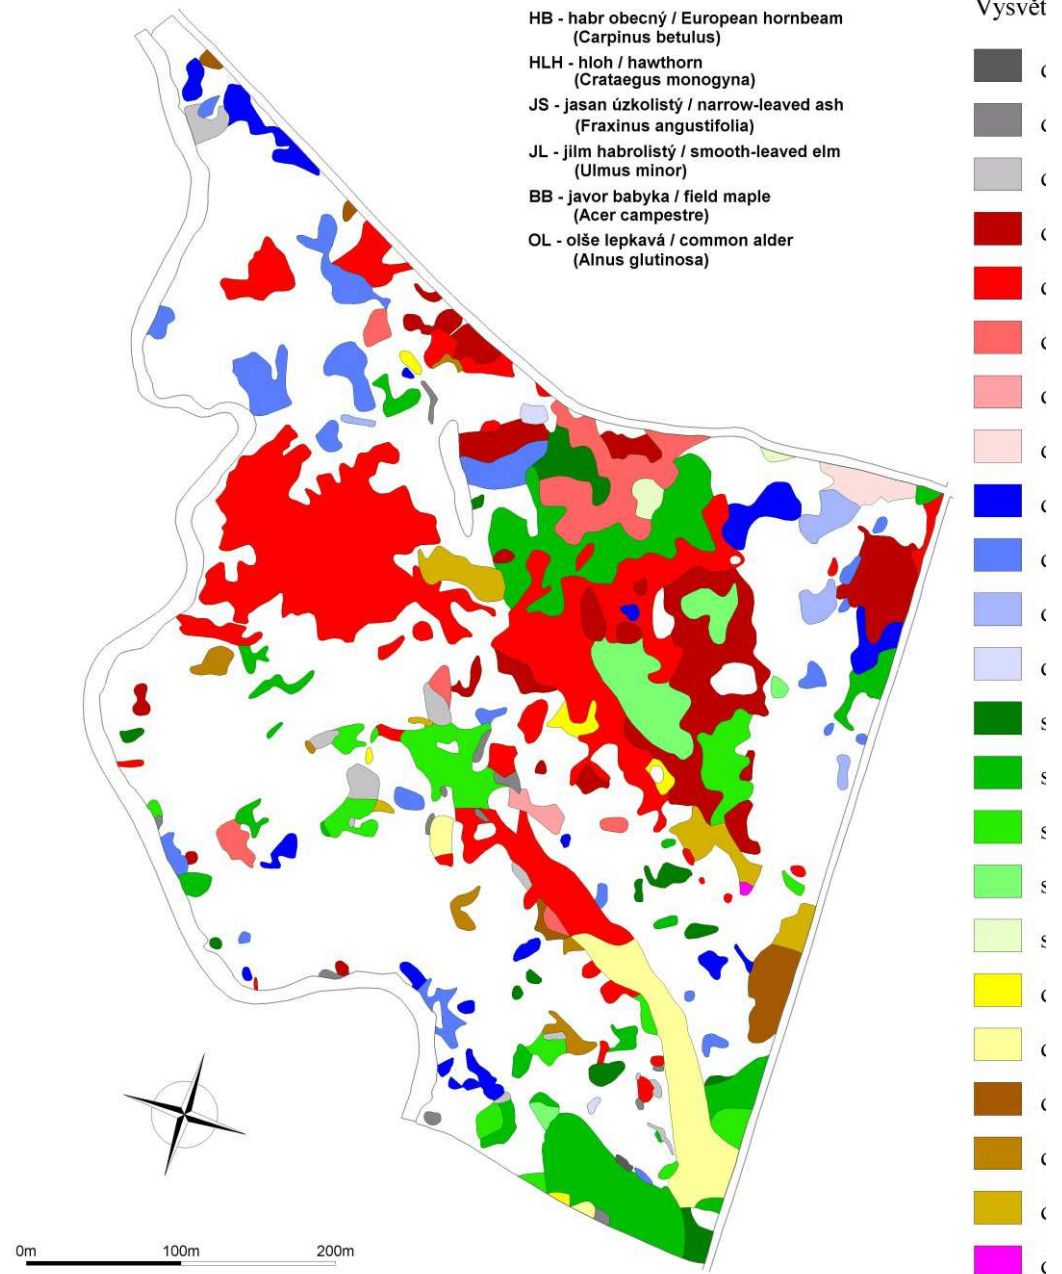 HB - habr obecný / European hornbeam
(Carpinus betulus)
HLH - hloh / hawthorn
(Crataegus monogyna)
JS - jasan úzkolistý / narrow-leaved ash
(Fraxinus angustifolia)
JL - jilm habrolistý / smooth-leaved elm
(Ulmus minor)
BB - javor babyka / field maple
(Acer campestre)
OL - olše lepkavá / common alder
(Alnus glutinosa)
Vysvět
s
s
s
s
s
0m 100m 200m